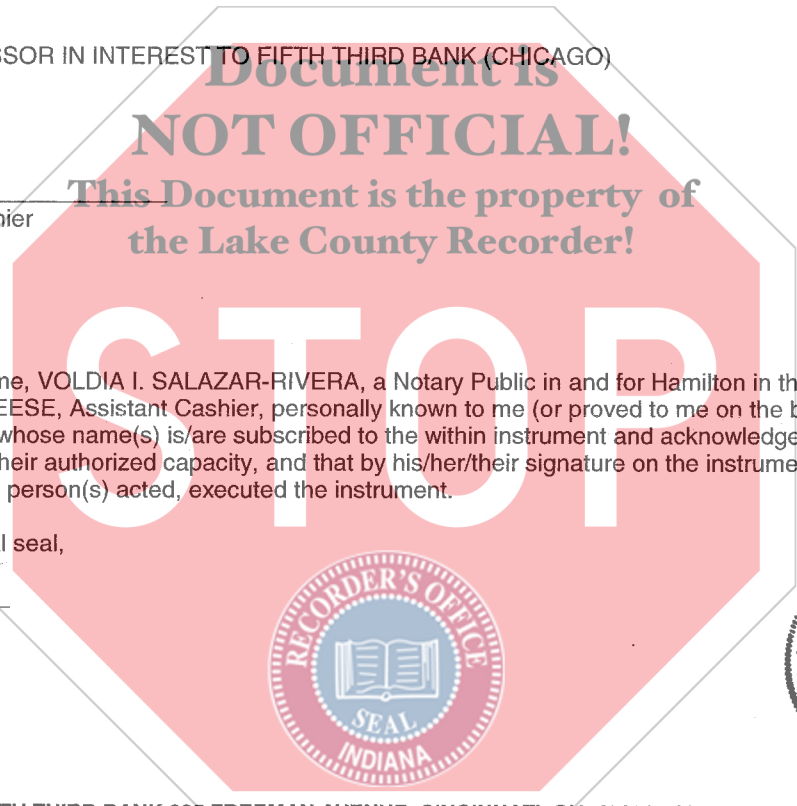 SSOR IN INTEREST TO FIFTH THIRD BANK (CHICAGO)
Document is
NOT OFFICIAL!
This Document is the property of
nier
the Lake County Recorder!
STOP
ne, VOLDIA I. SALAZAR-RIVERA, a Notary Public in and for Hamilton in th
EESE, Assistant Cashier, personally known to me (or proved to me on the b
whose name(s) is/are subscribed to the within instrument and acknowledge
heir authorized capacity, and that by his/her/their signature on the instrume
person(s) acted, executed the instrument.
l seal,
RECORDER'S OFFICE
SEAL
INDIANA